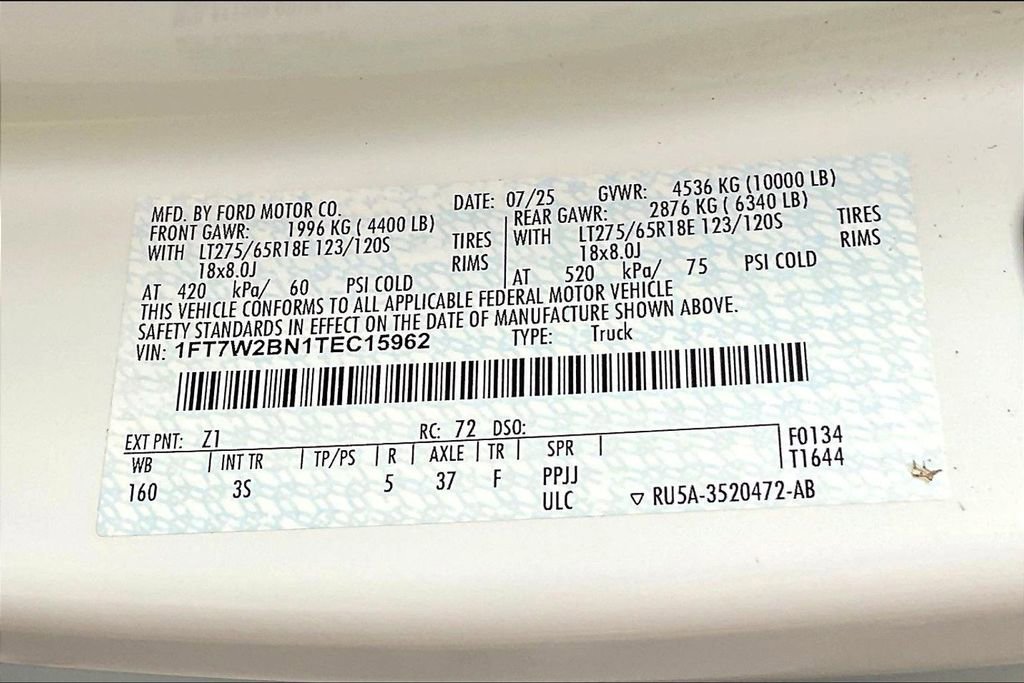 MFD. BY FORD MOTOR CO. DATE: 07/25 GVWR: 4536 KG (10000 LB)
FRONT GAWR: 1996 KG ( 4400 LB) REAR GAWR: 2876 KG ( 6340 LB)
WITH LT275/65R18E 123/120S TIRES WITH LT275/65R18E 123/120S TIRES
18x8.0J RIMS 18x8.0J RIMS
AT 420 kPa/ 60 PSI COLD AT 520 kPa/ 75 PSI COLD
THIS VEHICLE CONFORMS TO ALL APPLICABLE FEDERAL MOTOR VEHICLE
SAFETY STANDARDS IN EFFECT ON THE DATE OF MANUFACTURE SHOWN ABOVE.
VIN: 1FT7W2BN1TEC15962 TYPE: Truck
EXT PNT: Z1 RC: 72 DSO: F0134
WB INT TR TP/PS R AXLE TR SPR T1644
160 3S 5 37 F PPJJ
ULC ▽ RU5A-3520472-AB